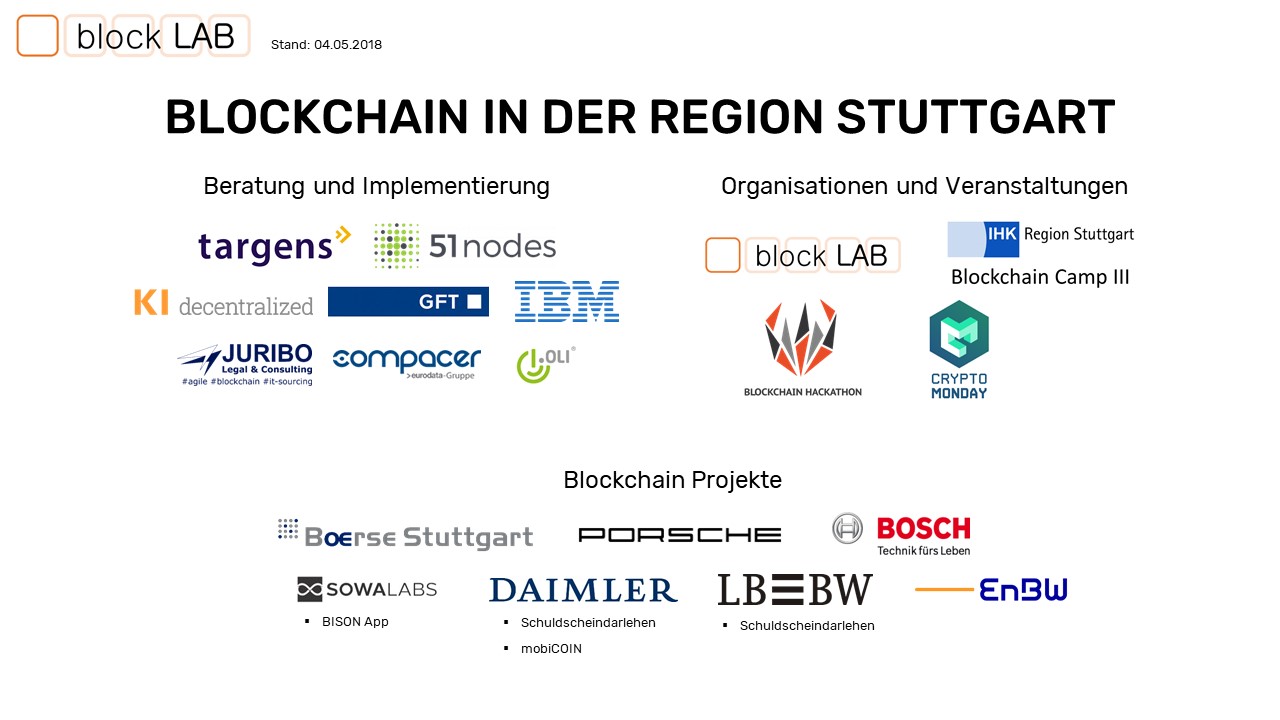 block LAB
Stand: 04.05.2018
BLOCKCHAIN IN DER REGION STUTTGART
Beratung und Implementierung
targens
51nodes
KI decentralized
GFT
IBM
JURIBO
Legal & Consulting
#agile #blockchain #it-sourcing
compacer
>eurodata-Gruppe
.OLI®
Organisationen und Veranstaltungen
block LAB
IHK Region Stuttgart
Blockchain Camp III
BLOCKCHAIN HACKATHON
CRYPTO
MONDAY
Blockchain Projekte
Boerse Stuttgart
PORSCHE
BOSCH
Technik fürs Leben
SOWALABS
▪ BISON App
DAIMLER
▪ Schuldscheindarlehen
▪ mobiCOIN
LBBW
▪ Schuldscheindarlehen
EnBW